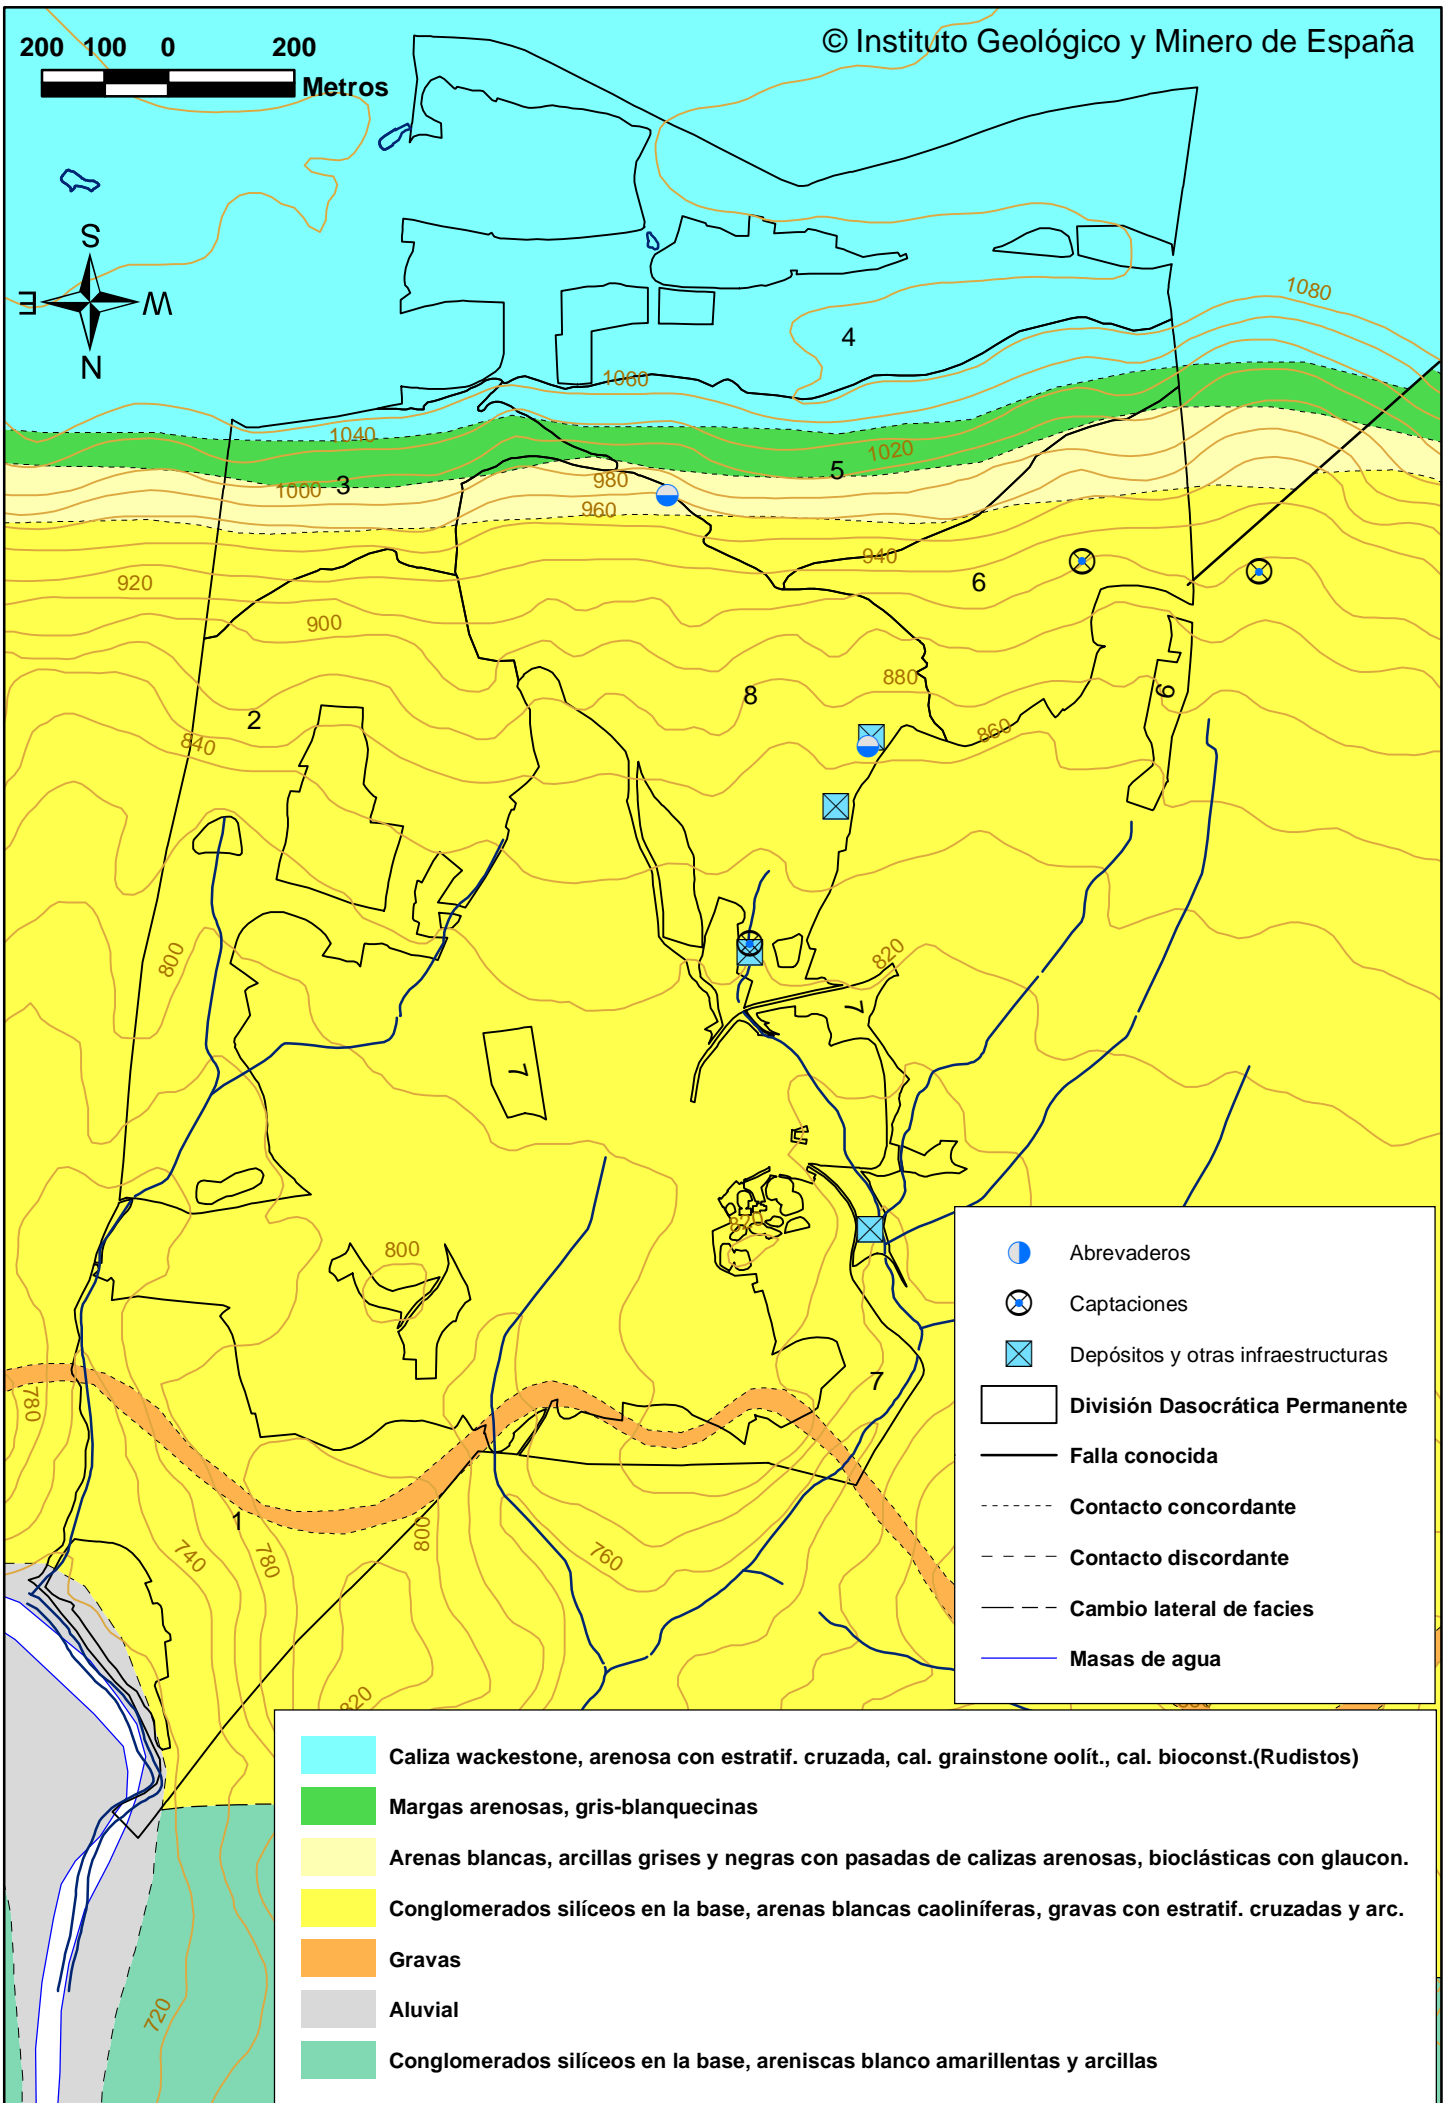 © Instituto Geológico y Minero de España
200 100 0 200
Metros
S
E W
N
1080
4
1060
1040
1020
5
3
1000
980
960
940
920
6
900
880
8
9
2
860
840
820
800
7
7
820
800
7
780
1
800
740
780
760
820
720
Abrevaderos
Captaciones
Depósitos y otras infraestructuras
División Dasocrática Permanente
Falla conocida
Contacto concordante
Contacto discordante
Cambio lateral de facies
Masas de agua
Caliza wackestone, arenosa con estratif. cruzada, cal. grainstone oolít., cal. bioconst.(Rudistos)
Margas arenosas, gris-blanquecinas
Arenas blancas, arcillas grises y negras con pasadas de calizas arenosas, bioclásticas con glaucon.
Conglomerados silíceos en la base, arenas blancas caoliníferas, gravas con estratif. cruzadas y arc.
Gravas
Aluvial
Conglomerados silíceos en la base, areniscas blanco amarillentas y arcillas